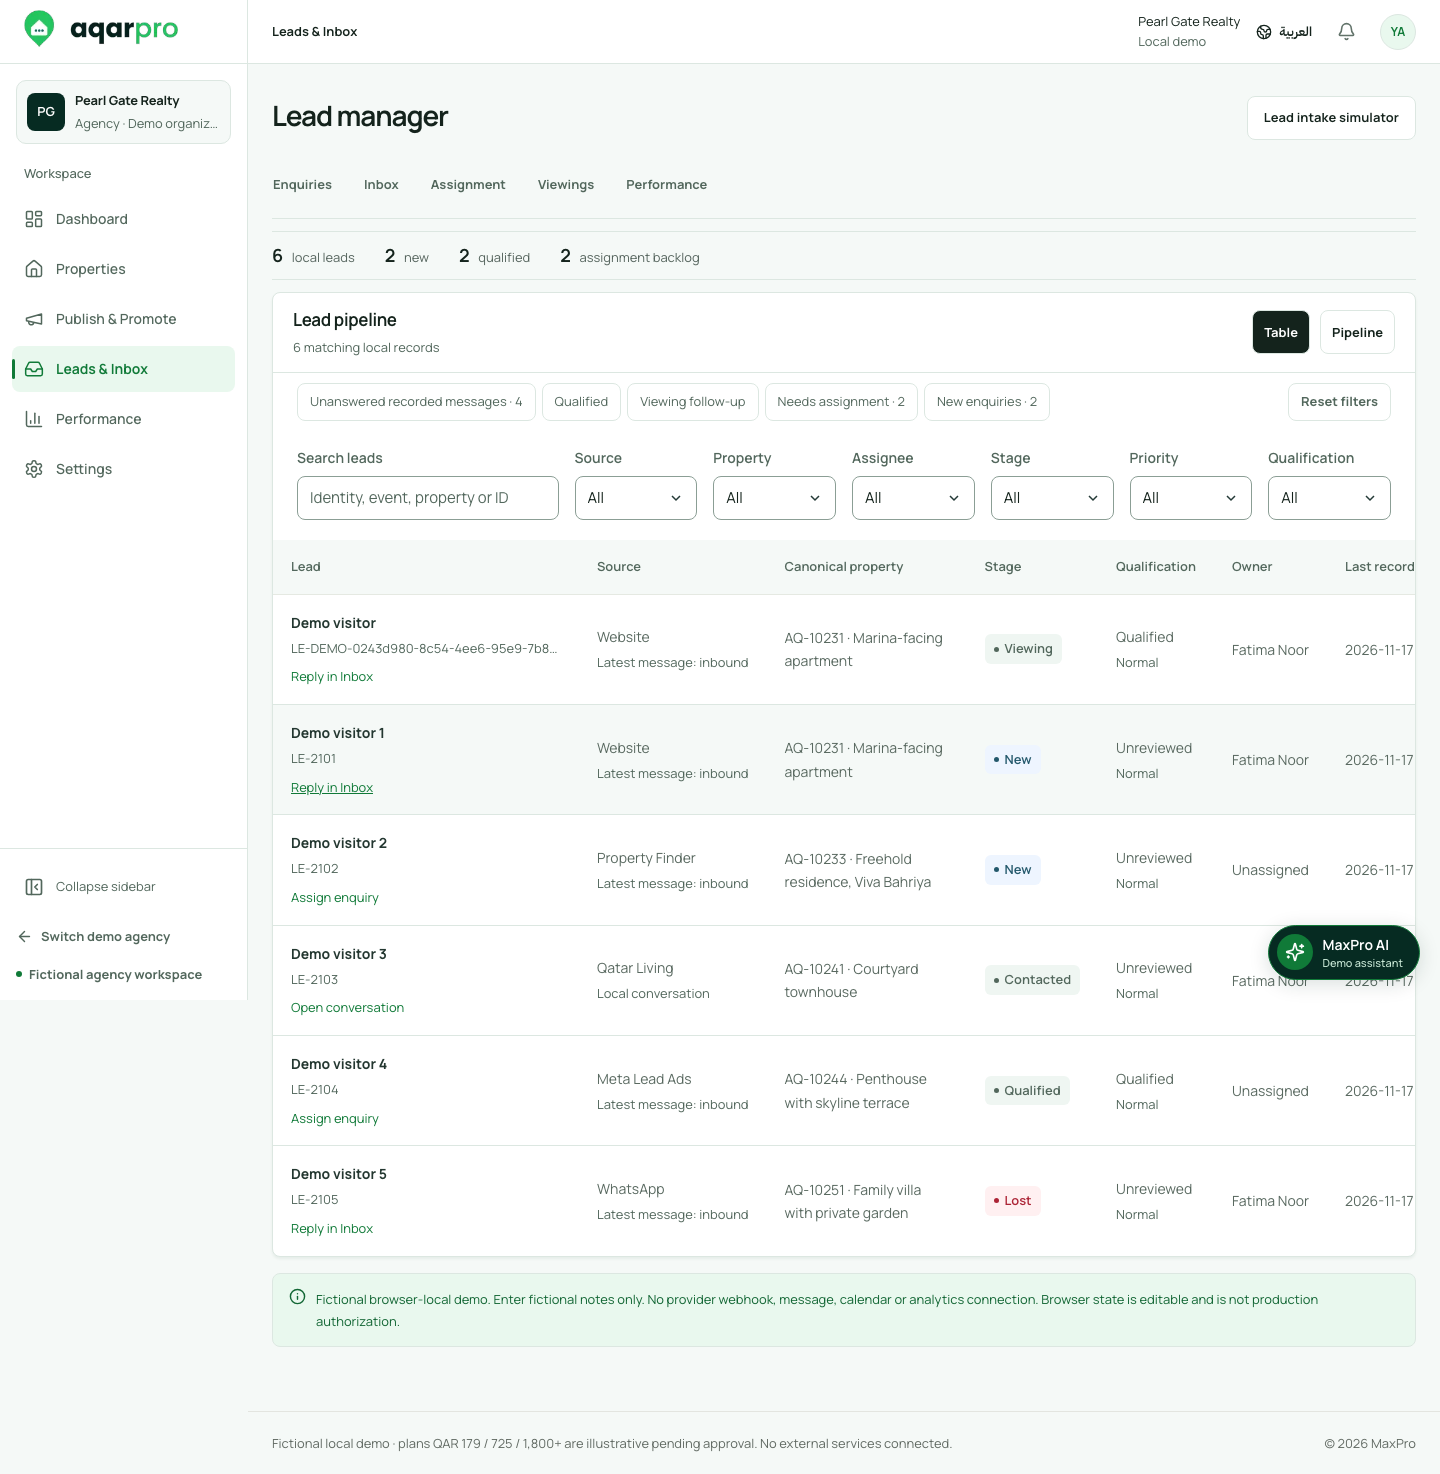 aqarpro
Leads & Inbox
Pearl Gate Realty
Local demo
العربية
YA
PG
Pearl Gate Realty
Agency · Demo organiz...
Workspace
Dashboard
Properties
Publish & Promote
Leads & Inbox
Performance
Settings
Collapse sidebar
Switch demo agency
Fictional agency workspace
Lead manager
Lead intake simulator
Enquiries Inbox Assignment Viewings Performance
6 local leads 2 new 2 qualified 2 assignment backlog
Lead pipeline
6 matching local records
Table Pipeline
Unanswered recorded messages · 4 Qualified Viewing follow-up Needs assignment · 2 New enquiries · 2 Reset filters
Search leads Source Property Assignee Stage Priority Qualification
Identity, event, property or ID All All All All All All
Lead Source Canonical property Stage Qualification Owner Last record
Demo visitor
LE-DEMO-0243d980-8c54-4ee6-95e9-7b8...
Reply in Inbox
Website
Latest message: inbound
AQ-10231 · Marina-facing
apartment
Viewing
Qualified
Normal
Fatima Noor
2026-11-17
Demo visitor 1
LE-2101
Reply in Inbox
Website
Latest message: inbound
AQ-10231 · Marina-facing
apartment
New
Unreviewed
Normal
Fatima Noor
2026-11-17
Demo visitor 2
LE-2102
Assign enquiry
Property Finder
Latest message: inbound
AQ-10233 · Freehold
residence, Viva Bahriya
New
Unreviewed
Normal
Unassigned
2026-11-17
Demo visitor 3
LE-2103
Open conversation
Qatar Living
Local conversation
AQ-10241 · Courtyard
townhouse
Contacted
Unreviewed
Normal
Fatima Noor
2026-11-17
MaxPro AI
Demo assistant
Demo visitor 4
LE-2104
Assign enquiry
Meta Lead Ads
Latest message: inbound
AQ-10244 · Penthouse
with skyline terrace
Qualified
Qualified
Normal
Unassigned
2026-11-17
Demo visitor 5
LE-2105
Reply in Inbox
WhatsApp
Latest message: inbound
AQ-10251 · Family villa
with private garden
Lost
Unreviewed
Normal
Fatima Noor
2026-11-17
Fictional browser-local demo. Enter fictional notes only. No provider webhook, message, calendar or analytics connection. Browser state is editable and is not production
authorization.
Fictional local demo · plans QAR 179 / 725 / 1,800+ are illustrative pending approval. No external services connected.
© 2026 MaxPro